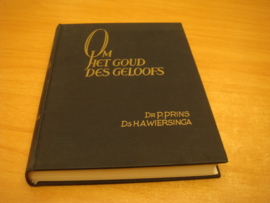 OM
HET GOUD
DES GELOOFS
DR P. PRINS
DS H.A. WIERSINGA